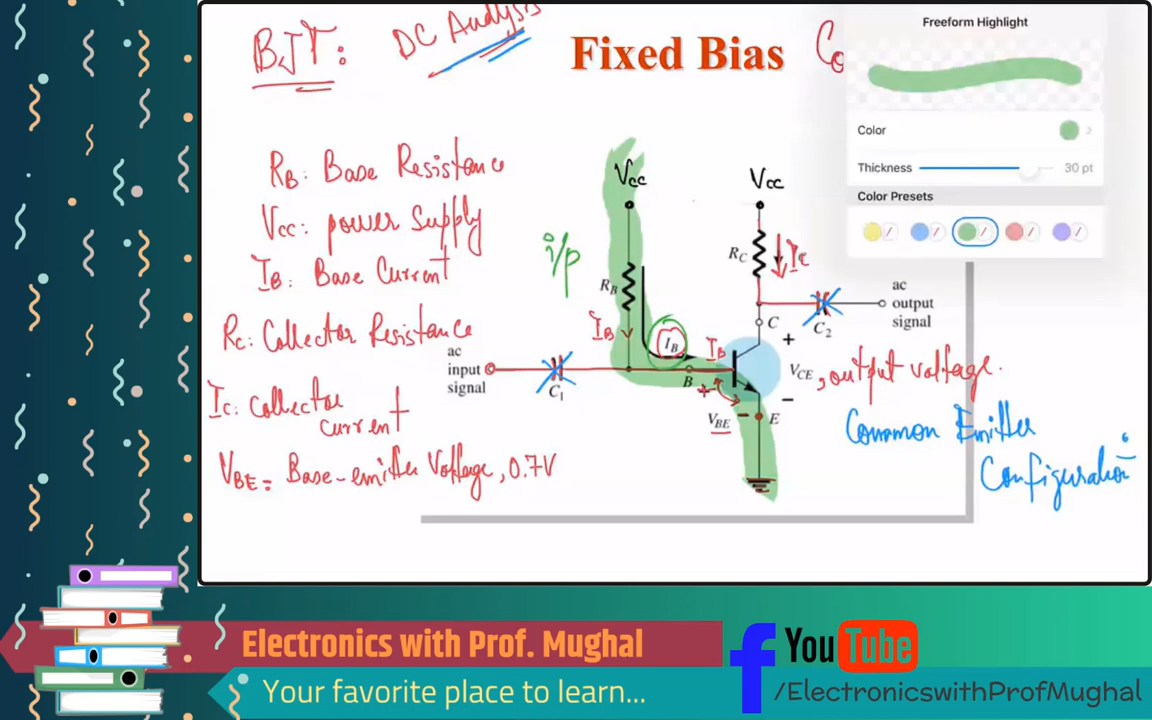 BJT: DC Analysis
Fixed Bias
Co
Freeform Highlight
Color
Thickness
30 pt
Color Presets
RB: Base Resistance
Vcc: power Supply
IB: Base Current
Rc: Collector Resistance
Ic: Collector
current
VBE = Base-emitter Voltage, 0.7V
i/p
Vcc
Vcc
RB
RC
IC
IB
IB
IB
ac
input
signal
C1
B
C
C2
ac
output
signal
+
VCE, output voltage.
−
+
VBE
−
E
Common Emitter
Configuration
Electronics with Prof. Mughal
Your favorite place to learn...
f
YouTube
/ElectronicswithProfMughal